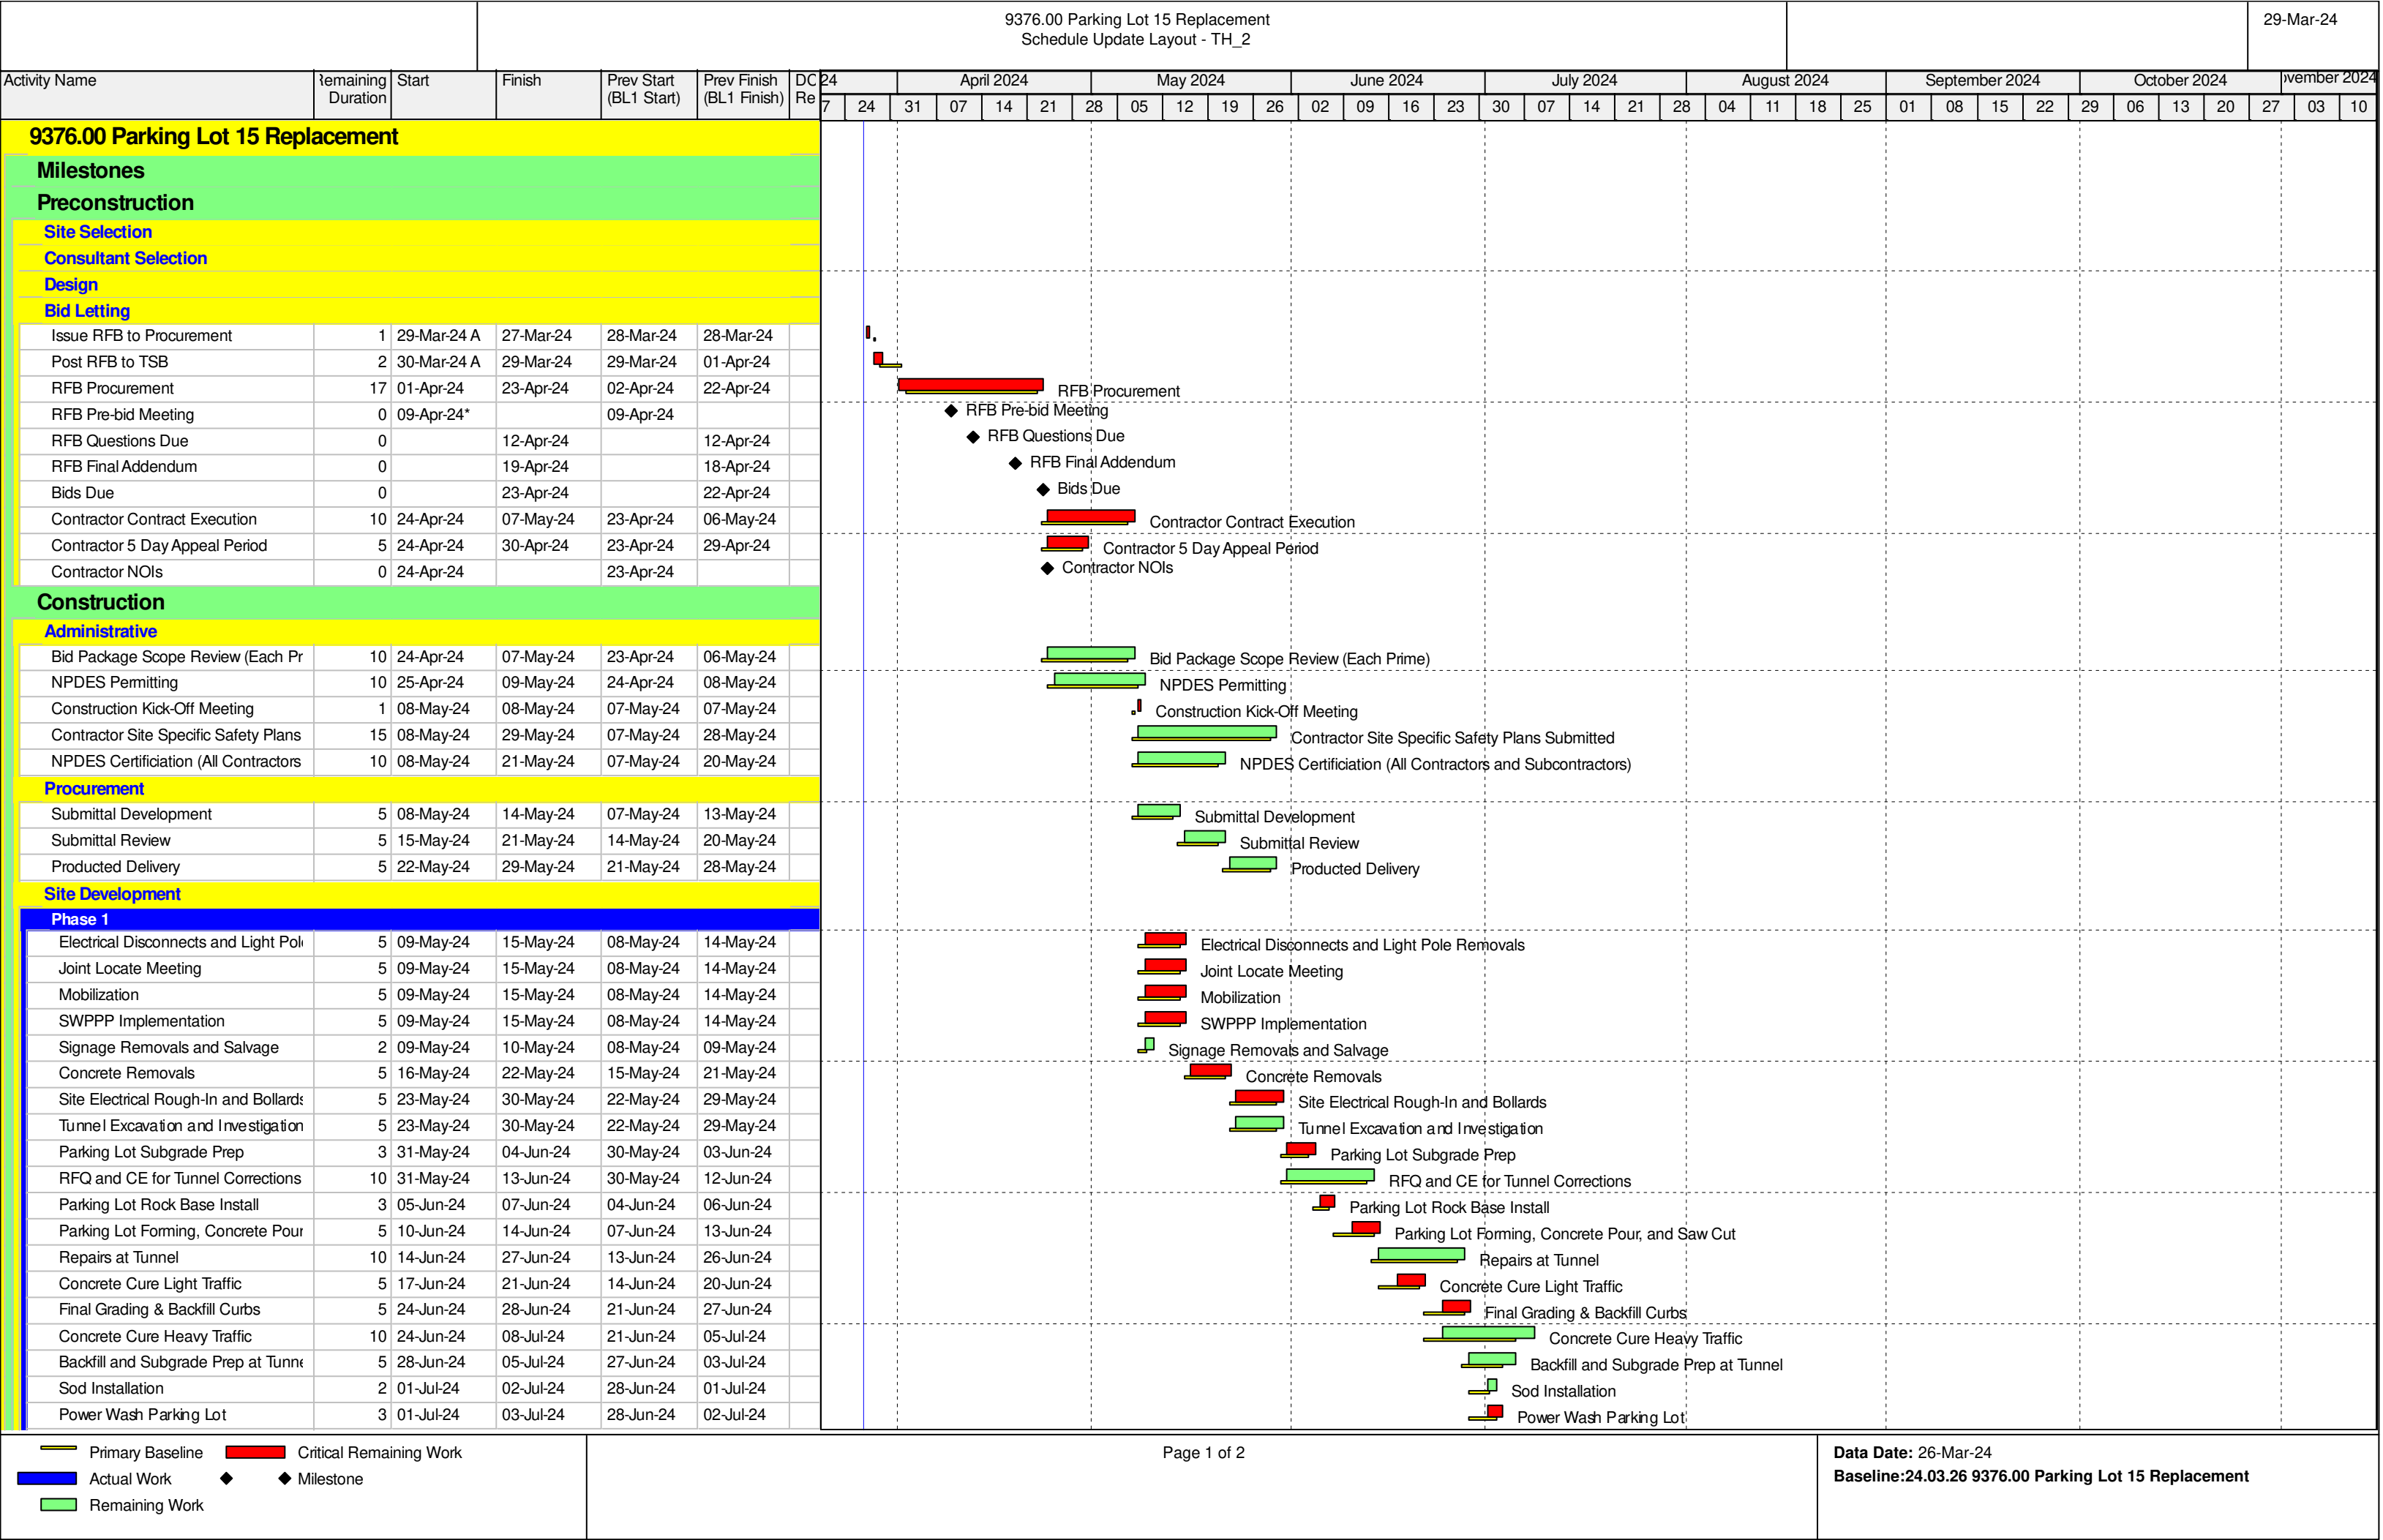 9376.00 Parking Lot 15 Replacement
Schedule Update Layout - TH_2
29-Mar-24
Activity Name Remaining Duration Start Finish Prev Start (BL1 Start) Prev Finish (BL1 Finish) DC Re
24 April 2024 May 2024 June 2024 July 2024 August 2024 September 2024 October 2024 ovember 2024
7 24 31 07 14 21 28 05 12 19 26 02 09 16 23 30 07 14 21 28 04 11 18 25 01 08 15 22 29 06 13 20 27 03 10
9376.00 Parking Lot 15 Replacement
Milestones
Preconstruction
Site Selection
Consultant Selection
Design
Bid Letting
Issue RFB to Procurement 1 29-Mar-24 A 27-Mar-24 28-Mar-24 28-Mar-24
Post RFB to TSB 2 30-Mar-24 A 29-Mar-24 29-Mar-24 01-Apr-24
RFB Procurement 17 01-Apr-24 23-Apr-24 02-Apr-24 22-Apr-24 RFB Procurement
RFB Pre-bid Meeting 0 09-Apr-24* 09-Apr-24 RFB Pre-bid Meeting
RFB Questions Due 0 12-Apr-24 12-Apr-24 RFB Questions Due
RFB Final Addendum 0 19-Apr-24 18-Apr-24 RFB Final Addendum
Bids Due 0 23-Apr-24 22-Apr-24 Bids Due
Contractor Contract Execution 10 24-Apr-24 07-May-24 23-Apr-24 06-May-24 Contractor Contract Execution
Contractor 5 Day Appeal Period 5 24-Apr-24 30-Apr-24 23-Apr-24 29-Apr-24 Contractor 5 Day Appeal Period
Contractor NOIs 0 24-Apr-24 23-Apr-24 Contractor NOIs
Construction
Administrative
Bid Package Scope Review (Each Pr 10 24-Apr-24 07-May-24 23-Apr-24 06-May-24 Bid Package Scope Review (Each Prime)
NPDES Permitting 10 25-Apr-24 09-May-24 24-Apr-24 08-May-24 NPDES Permitting
Construction Kick-Off Meeting 1 08-May-24 08-May-24 07-May-24 07-May-24 Construction Kick-Off Meeting
Contractor Site Specific Safety Plans 15 08-May-24 29-May-24 07-May-24 28-May-24 Contractor Site Specific Safety Plans Submitted
NPDES Certificiation (All Contractors 10 08-May-24 21-May-24 07-May-24 20-May-24 NPDES Certificiation (All Contractors and Subcontractors)
Procurement
Submittal Development 5 08-May-24 14-May-24 07-May-24 13-May-24 Submittal Development
Submittal Review 5 15-May-24 21-May-24 14-May-24 20-May-24 Submittal Review
Producted Delivery 5 22-May-24 29-May-24 21-May-24 28-May-24 Producted Delivery
Site Development
Phase 1
Electrical Disconnects and Light Pole 5 09-May-24 15-May-24 08-May-24 14-May-24 Electrical Disconnects and Light Pole Removals
Joint Locate Meeting 5 09-May-24 15-May-24 08-May-24 14-May-24 Joint Locate Meeting
Mobilization 5 09-May-24 15-May-24 08-May-24 14-May-24 Mobilization
SWPPP Implementation 5 09-May-24 15-May-24 08-May-24 14-May-24 SWPPP Implementation
Signage Removals and Salvage 2 09-May-24 10-May-24 08-May-24 09-May-24 Signage Removals and Salvage
Concrete Removals 5 16-May-24 22-May-24 15-May-24 21-May-24 Concrete Removals
Site Electrical Rough-In and Bollards 5 23-May-24 30-May-24 22-May-24 29-May-24 Site Electrical Rough-In and Bollards
Tunnel Excavation and Investigation 5 23-May-24 30-May-24 22-May-24 29-May-24 Tunnel Excavation and Investigation
Parking Lot Subgrade Prep 3 31-May-24 04-Jun-24 30-May-24 03-Jun-24 Parking Lot Subgrade Prep
RFQ and CE for Tunnel Corrections 10 31-May-24 13-Jun-24 30-May-24 12-Jun-24 RFQ and CE for Tunnel Corrections
Parking Lot Rock Base Install 3 05-Jun-24 07-Jun-24 04-Jun-24 06-Jun-24 Parking Lot Rock Base Install
Parking Lot Forming, Concrete Pour 5 10-Jun-24 14-Jun-24 07-Jun-24 13-Jun-24 Parking Lot Forming, Concrete Pour, and Saw Cut
Repairs at Tunnel 10 14-Jun-24 27-Jun-24 13-Jun-24 26-Jun-24 Repairs at Tunnel
Concrete Cure Light Traffic 5 17-Jun-24 21-Jun-24 14-Jun-24 20-Jun-24 Concrete Cure Light Traffic
Final Grading & Backfill Curbs 5 24-Jun-24 28-Jun-24 21-Jun-24 27-Jun-24 Final Grading & Backfill Curbs
Concrete Cure Heavy Traffic 10 24-Jun-24 08-Jul-24 21-Jun-24 05-Jul-24 Concrete Cure Heavy Traffic
Backfill and Subgrade Prep at Tunne 5 28-Jun-24 05-Jul-24 27-Jun-24 03-Jul-24 Backfill and Subgrade Prep at Tunnel
Sod Installation 2 01-Jul-24 02-Jul-24 28-Jun-24 01-Jul-24 Sod Installation
Power Wash Parking Lot 3 01-Jul-24 03-Jul-24 28-Jun-24 02-Jul-24 Power Wash Parking Lot
Primary Baseline Critical Remaining Work
Actual Work Milestone
Remaining Work
Page 1 of 2
Data Date: 26-Mar-24
Baseline:24.03.26 9376.00 Parking Lot 15 Replacement